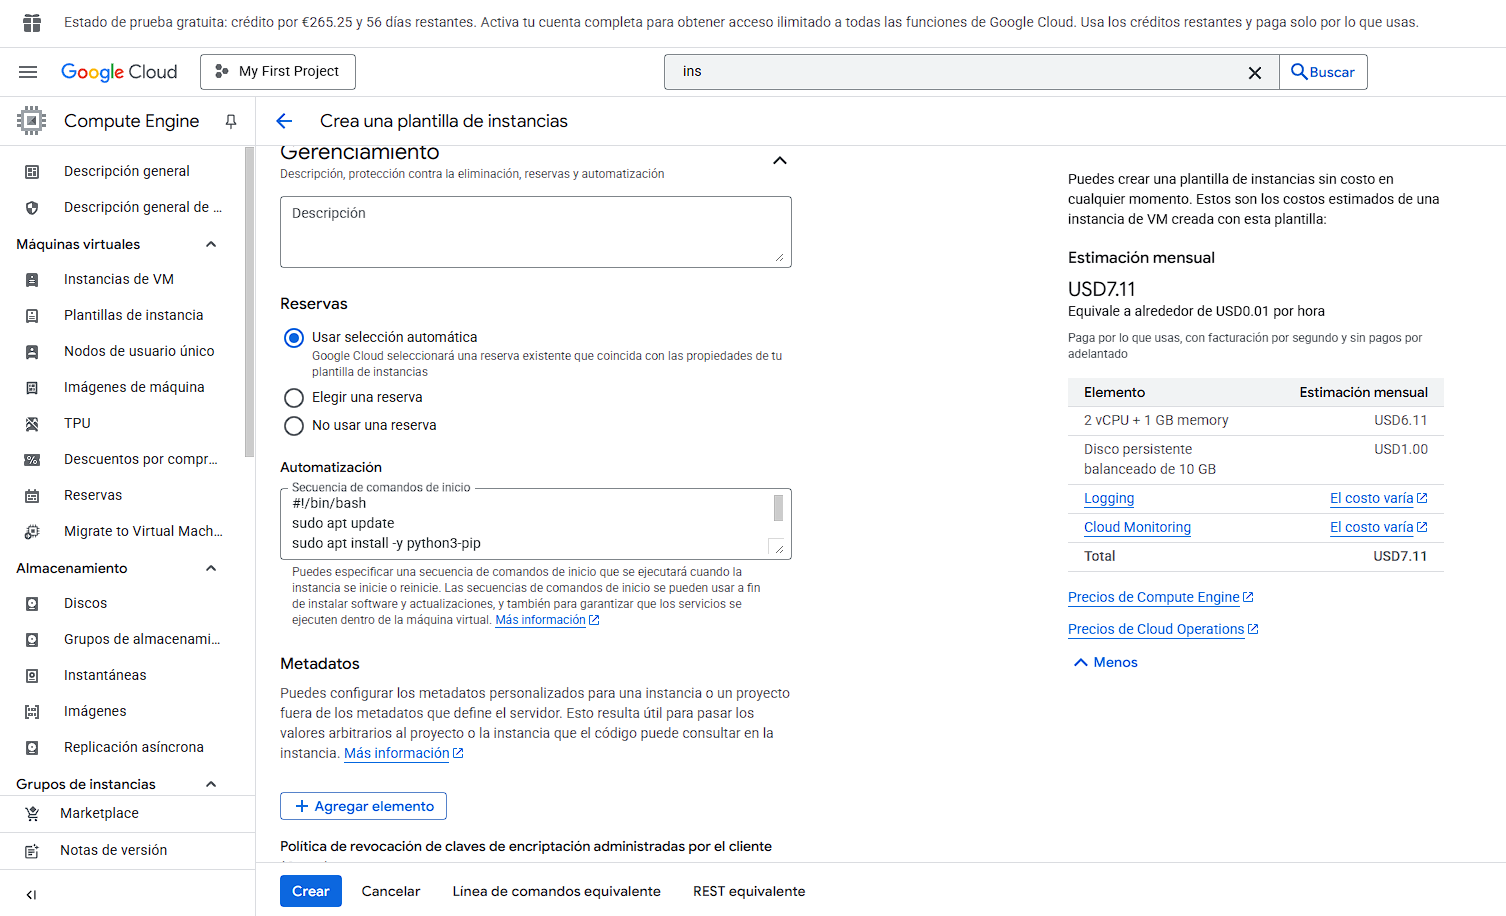 Estado de prueba gratuita: crédito por €265.25 y 56 días restantes. Activa tu cuenta completa para obtener acceso ilimitado a todas las funciones de Google Cloud. Usa los créditos restantes y paga solo por lo que usas.
Google Cloud
My First Project
ins
Buscar
Compute Engine
Crea una plantilla de instancias
Descripción general
Descripción general de ...
Máquinas virtuales
Instancias de VM
Plantillas de instancia
Nodos de usuario único
Imágenes de máquina
TPU
Descuentos por compr...
Reservas
Migrate to Virtual Mach...
Almacenamiento
Discos
Grupos de almacenami...
Instantáneas
Imágenes
Replicación asíncrona
Grupos de instancias
Marketplace
Notas de versión
Gerenciamiento
Descripción, protección contra la eliminación, reservas y automatización
Descripción
Reservas
Usar selección automática
Google Cloud seleccionará una reserva existente que coincida con las propiedades de tu
plantilla de instancias
Elegir una reserva
No usar una reserva
Automatización
Secuencia de comandos de inicio
#!/bin/bash
sudo apt update
sudo apt install -y python3-pip
Puedes especificar una secuencia de comandos de inicio que se ejecutará cuando la
instancia se inicie o reinicie. Las secuencias de comandos de inicio se pueden usar a fin
de instalar software y actualizaciones, y también para garantizar que los servicios se
ejecuten dentro de la máquina virtual. Más información
Metadatos
Puedes configurar los metadatos personalizados para una instancia o un proyecto
fuera de los metadatos que define el servidor. Esto resulta útil para pasar los
valores arbitrarios al proyecto o la instancia que el código puede consultar en la
instancia. Más información
Agregar elemento
Política de revocación de claves de encriptación administradas por el cliente
Crear
Cancelar
Línea de comandos equivalente
REST equivalente
Puedes crear una plantilla de instancias sin costo en
cualquier momento. Estos son los costos estimados de una
instancia de VM creada con esta plantilla:
Estimación mensual
USD7.11
Equivale a alrededor de USD0.01 por hora
Paga por lo que usas, con facturación por segundo y sin pagos por
adelantado
Elemento Estimación mensual
2 vCPU + 1 GB memory USD6.11
Disco persistente USD1.00
balanceado de 10 GB
Logging El costo varía
Cloud Monitoring El costo varía
Total USD7.11
Precios de Compute Engine
Precios de Cloud Operations
Menos